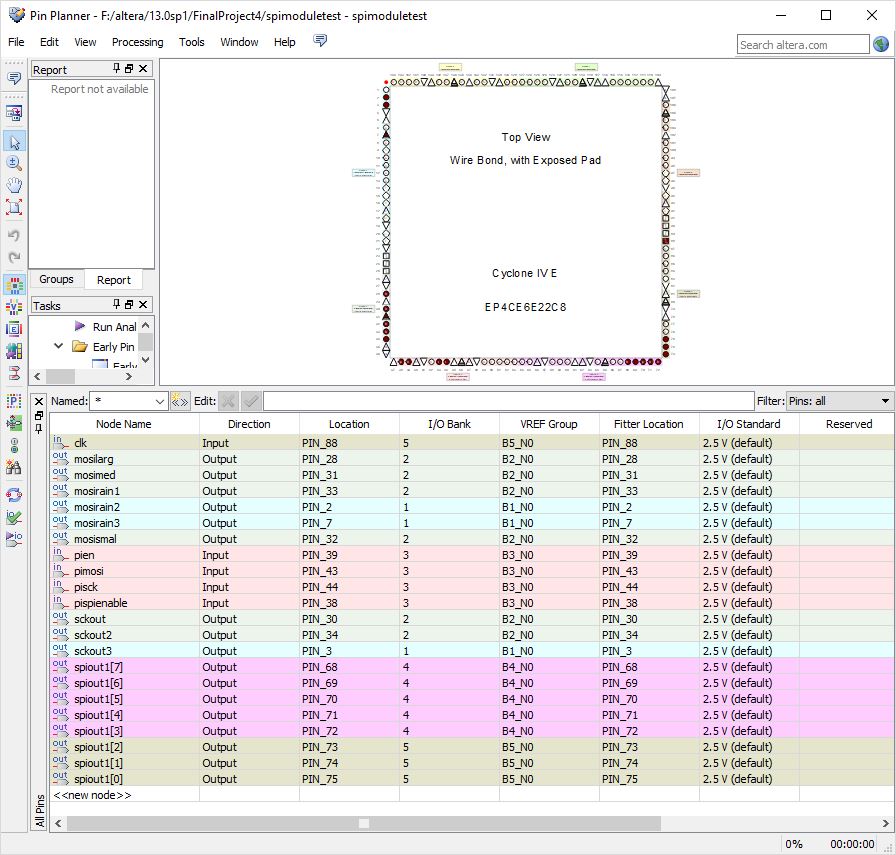 Pin Planner - F:/altera/13.0sp1/FinalProject4/spimoduletest - spimoduletest
File Edit View Processing Tools Window Help
Search altera.com
Report
Report not available
Groups Report
Tasks
Run Anal
Early Pin
Early
Top View
Wire Bond, with Exposed Pad
Cyclone IV E
EP4CE6E22C8
Named: * Edit: Filter: Pins: all
Node Name Direction Location I/O Bank VREF Group Fitter Location I/O Standard Reserved
in clk Input PIN_88 5 B5_N0 PIN_88 2.5 V (default)
out mosilarg Output PIN_28 2 B2_N0 PIN_28 2.5 V (default)
out mosimed Output PIN_31 2 B2_N0 PIN_31 2.5 V (default)
out mosirain1 Output PIN_33 2 B2_N0 PIN_33 2.5 V (default)
out mosirain2 Output PIN_2 1 B1_N0 PIN_2 2.5 V (default)
out mosirain3 Output PIN_7 1 B1_N0 PIN_7 2.5 V (default)
out mosismal Output PIN_32 2 B2_N0 PIN_32 2.5 V (default)
in pien Input PIN_39 3 B3_N0 PIN_39 2.5 V (default)
in pimosi Input PIN_43 3 B3_N0 PIN_43 2.5 V (default)
in pisck Input PIN_44 3 B3_N0 PIN_44 2.5 V (default)
in pispienable Input PIN_38 3 B3_N0 PIN_38 2.5 V (default)
out sckout Output PIN_30 2 B2_N0 PIN_30 2.5 V (default)
out sckout2 Output PIN_34 2 B2_N0 PIN_34 2.5 V (default)
out sckout3 Output PIN_3 1 B1_N0 PIN_3 2.5 V (default)
out spiout1[7] Output PIN_68 4 B4_N0 PIN_68 2.5 V (default)
out spiout1[6] Output PIN_69 4 B4_N0 PIN_69 2.5 V (default)
out spiout1[5] Output PIN_70 4 B4_N0 PIN_70 2.5 V (default)
out spiout1[4] Output PIN_71 4 B4_N0 PIN_71 2.5 V (default)
out spiout1[3] Output PIN_72 4 B4_N0 PIN_72 2.5 V (default)
out spiout1[2] Output PIN_73 5 B5_N0 PIN_73 2.5 V (default)
out spiout1[1] Output PIN_74 5 B5_N0 PIN_74 2.5 V (default)
out spiout1[0] Output PIN_75 5 B5_N0 PIN_75 2.5 V (default)
<<new node>>
All Pins
0% 00:00:00